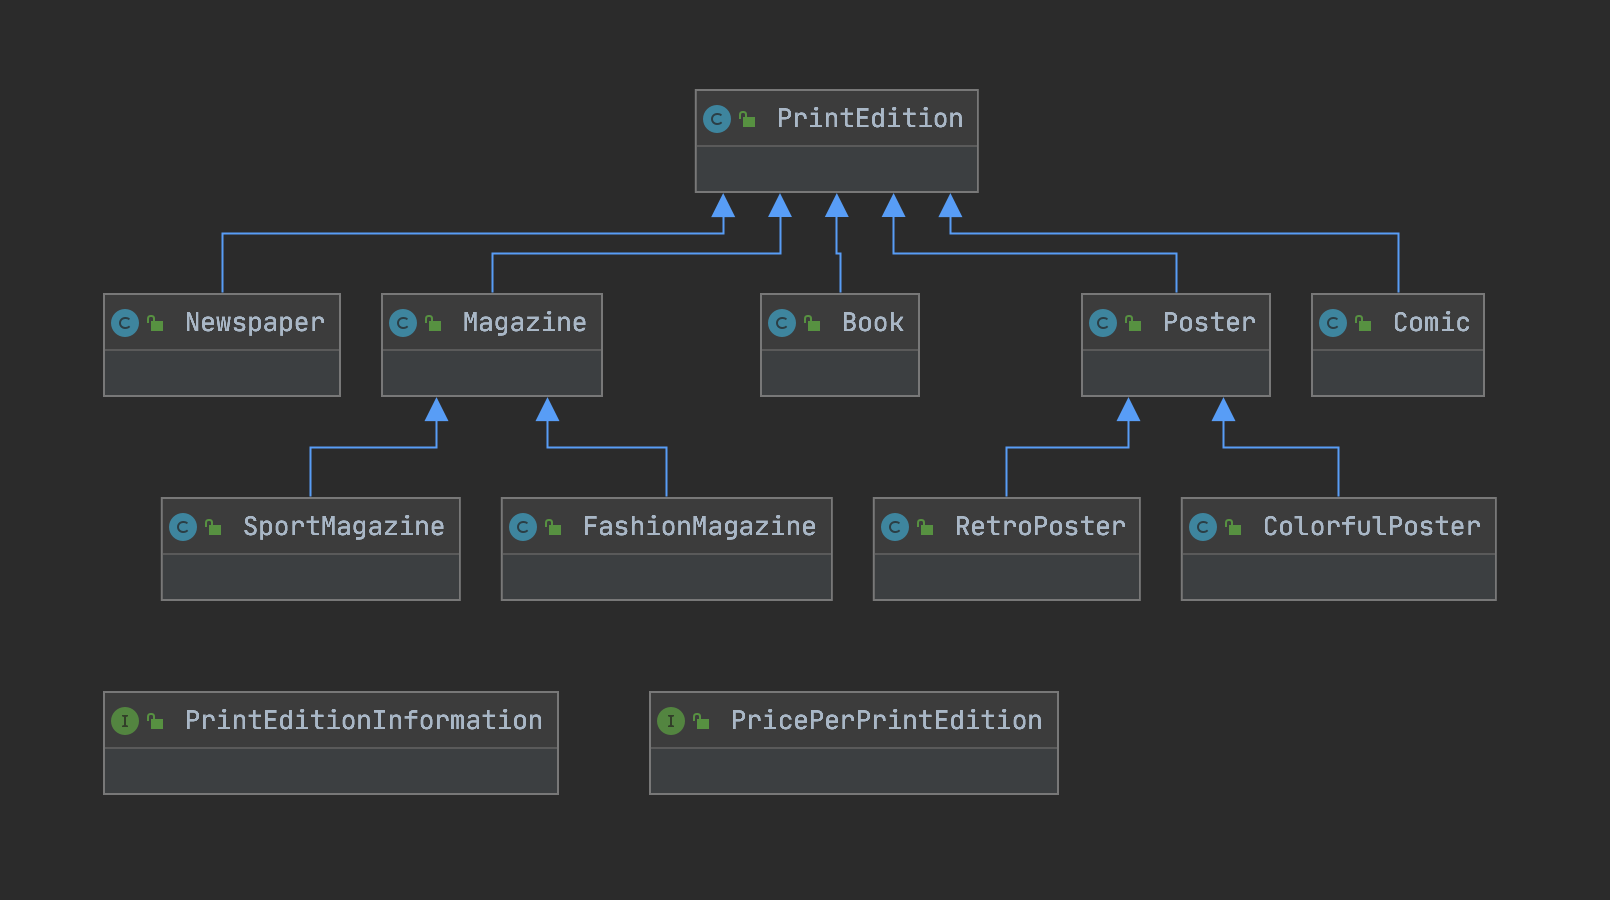 C PrintEdition
C Newspaper
C Magazine
C Book
C Poster
C Comic
C SportMagazine
C FashionMagazine
C RetroPoster
C ColorfulPoster
I PrintEditionInformation
I PricePerPrintEdition